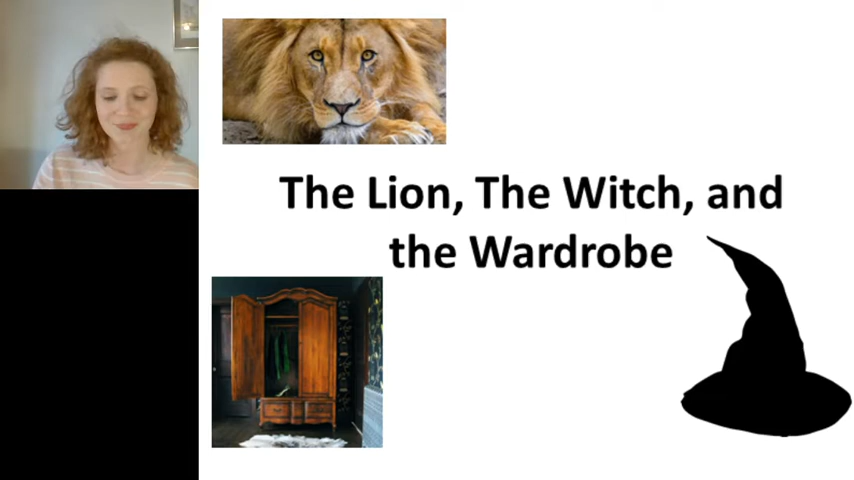 The Lion, The Witch, and
the Wardrobe